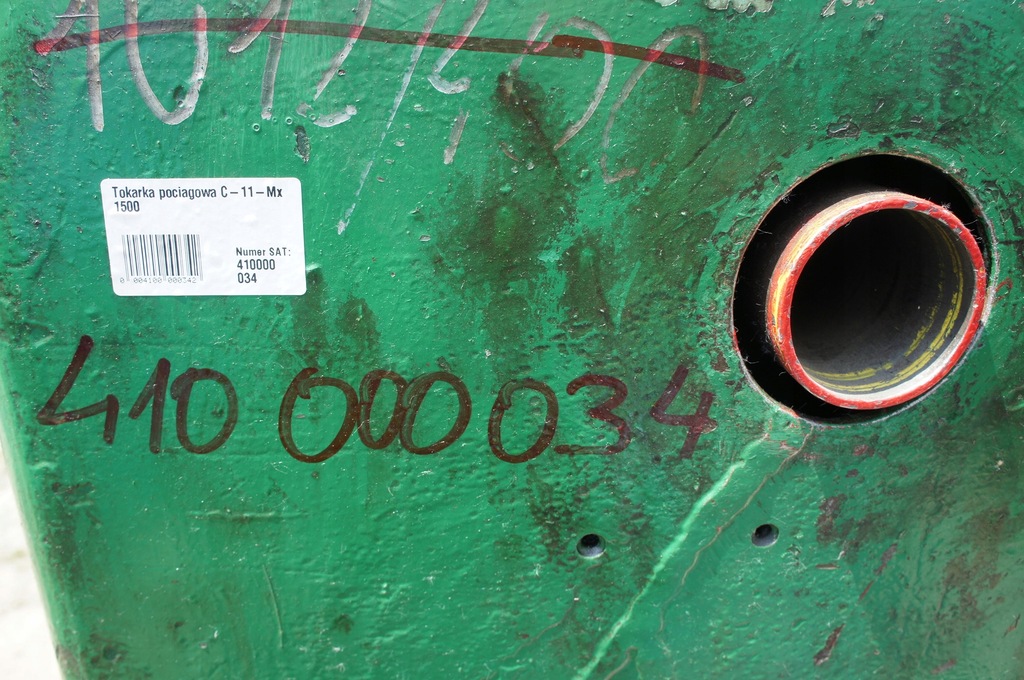 Tokarka pociagowa C-11-Mx
1500
Numer SAT:
410000
034
410 000 034